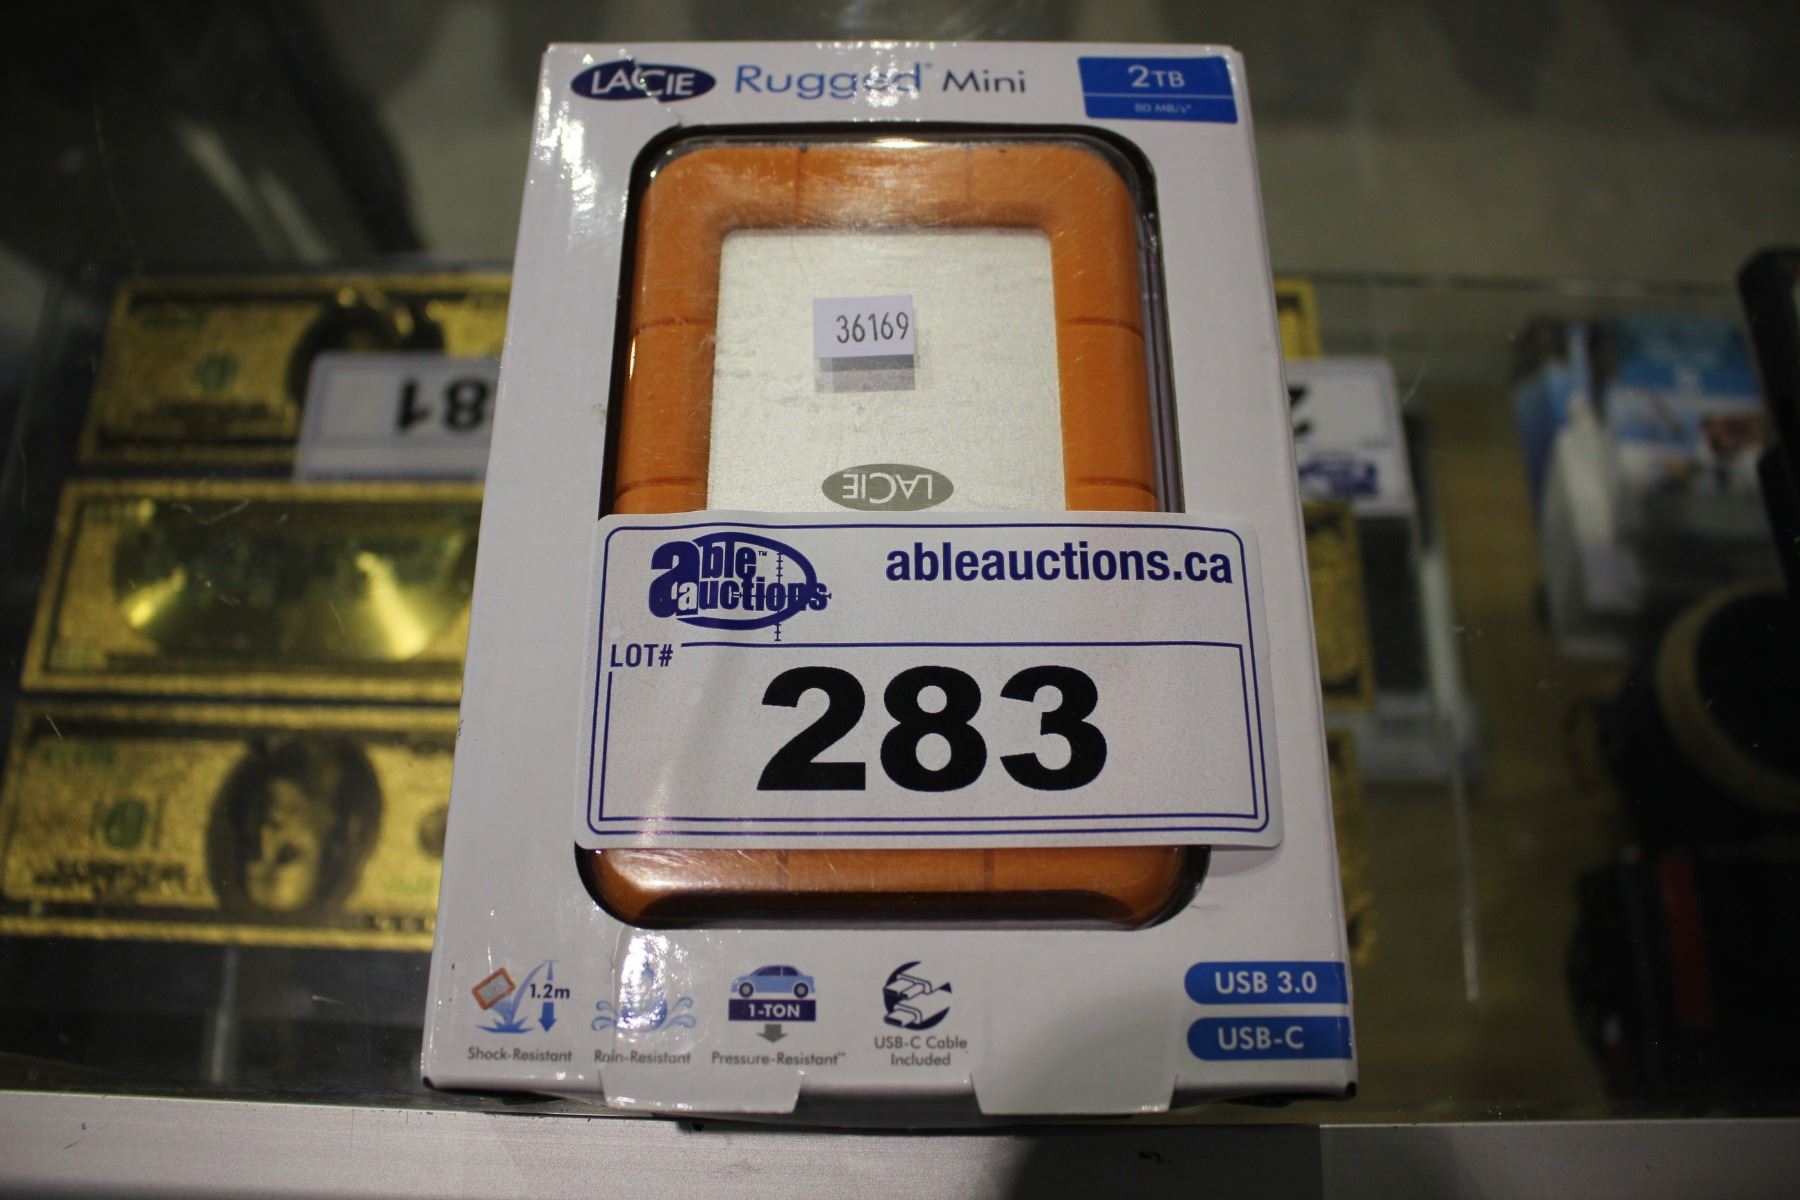 LACIE Rugged® Mini
2TB
80 MB/s*
36169
LACIE
able auctions™
ableauctions.ca
LOT#
283
81
1.2m
Shock-Resistant
Rain-Resistant
1-TON
Pressure-Resistant**
USB-C Cable
Included
USB 3.0
USB-C